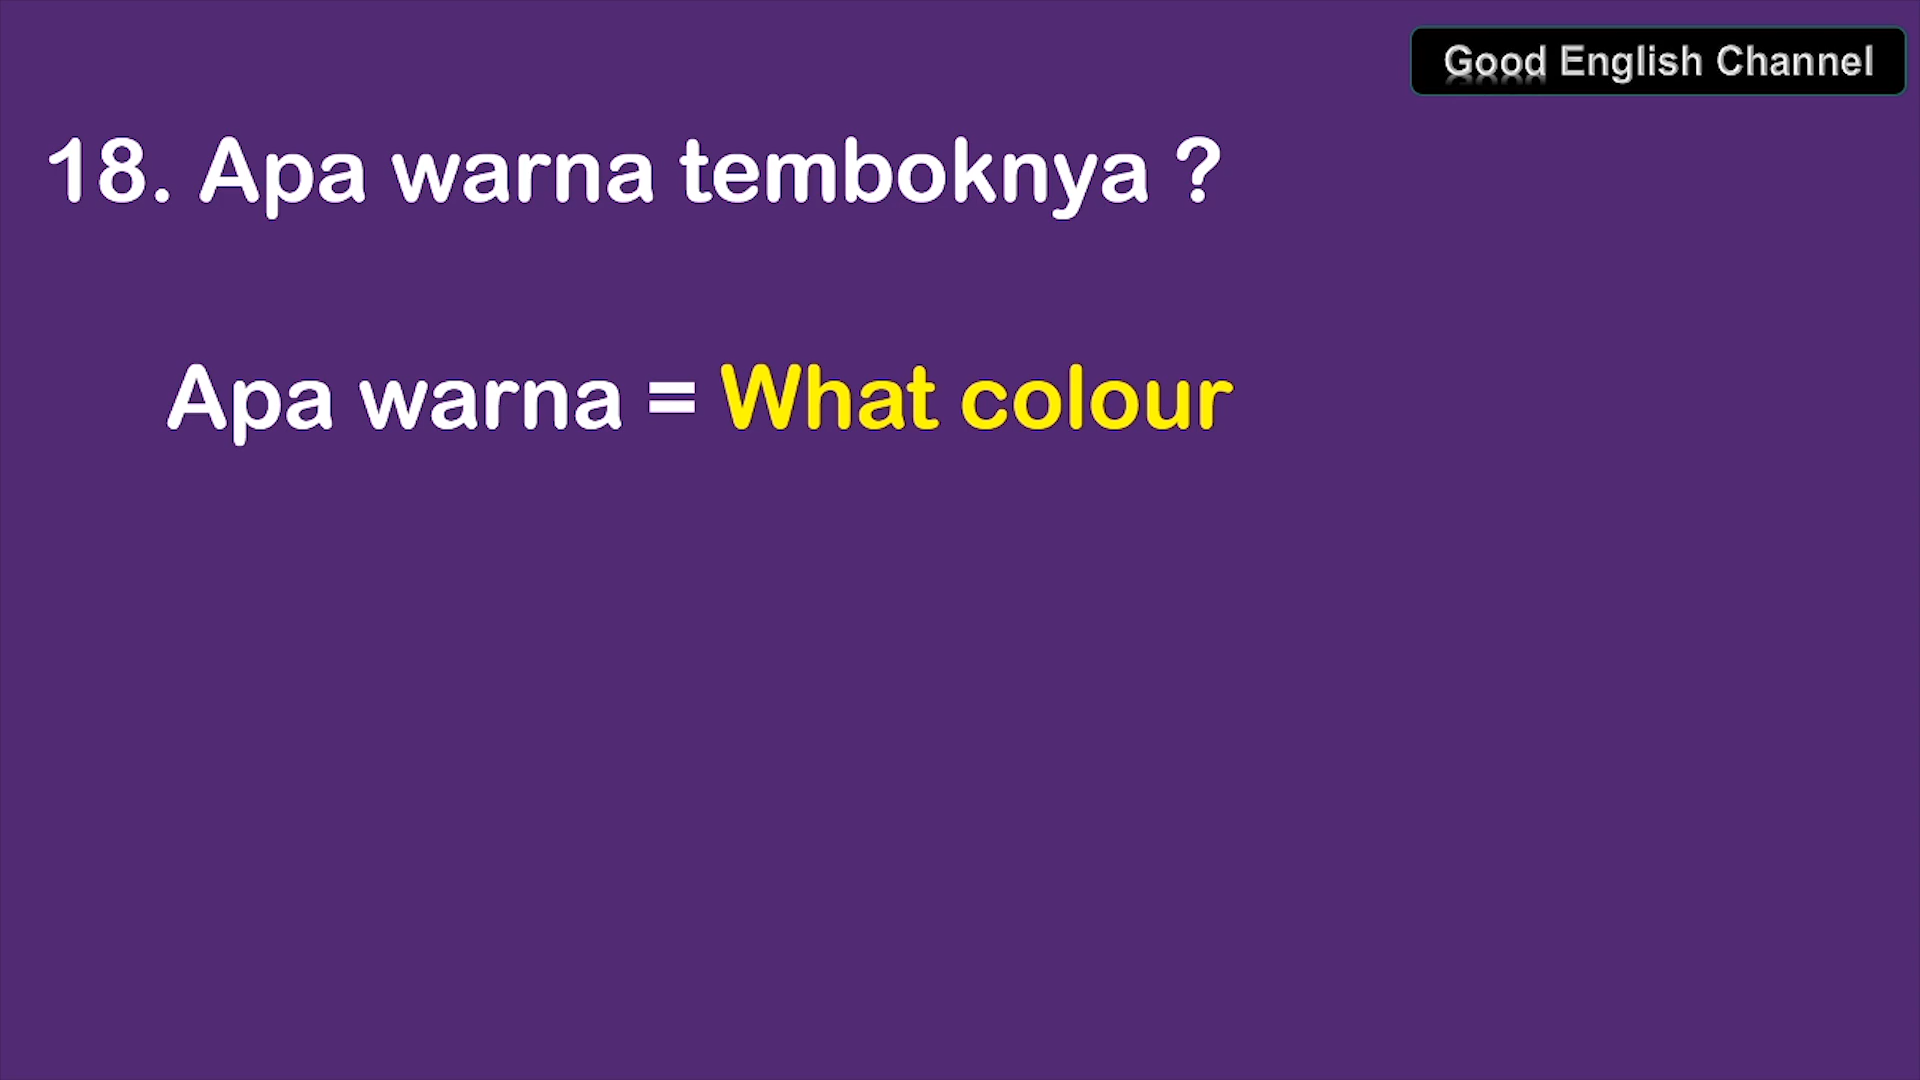 Good English Channel
18. Apa warna temboknya ?
Apa warna = What colour